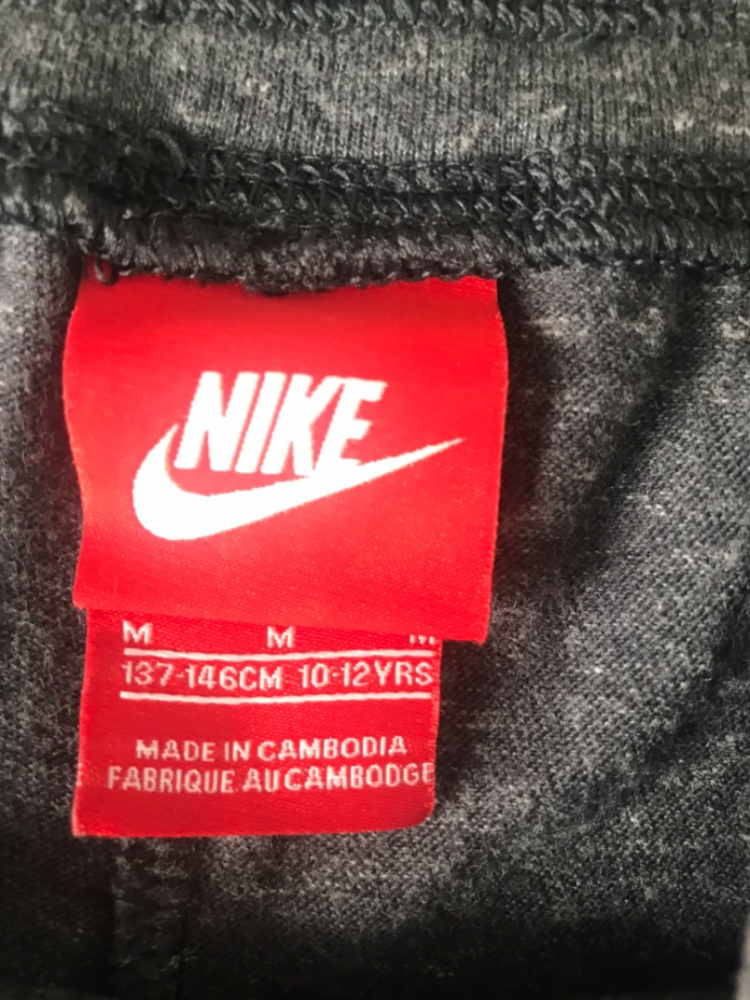 NIKE
M M M
137-146CM 10-12YRS
MADE IN CAMBODIA
FABRIQUE AU CAMBODGE